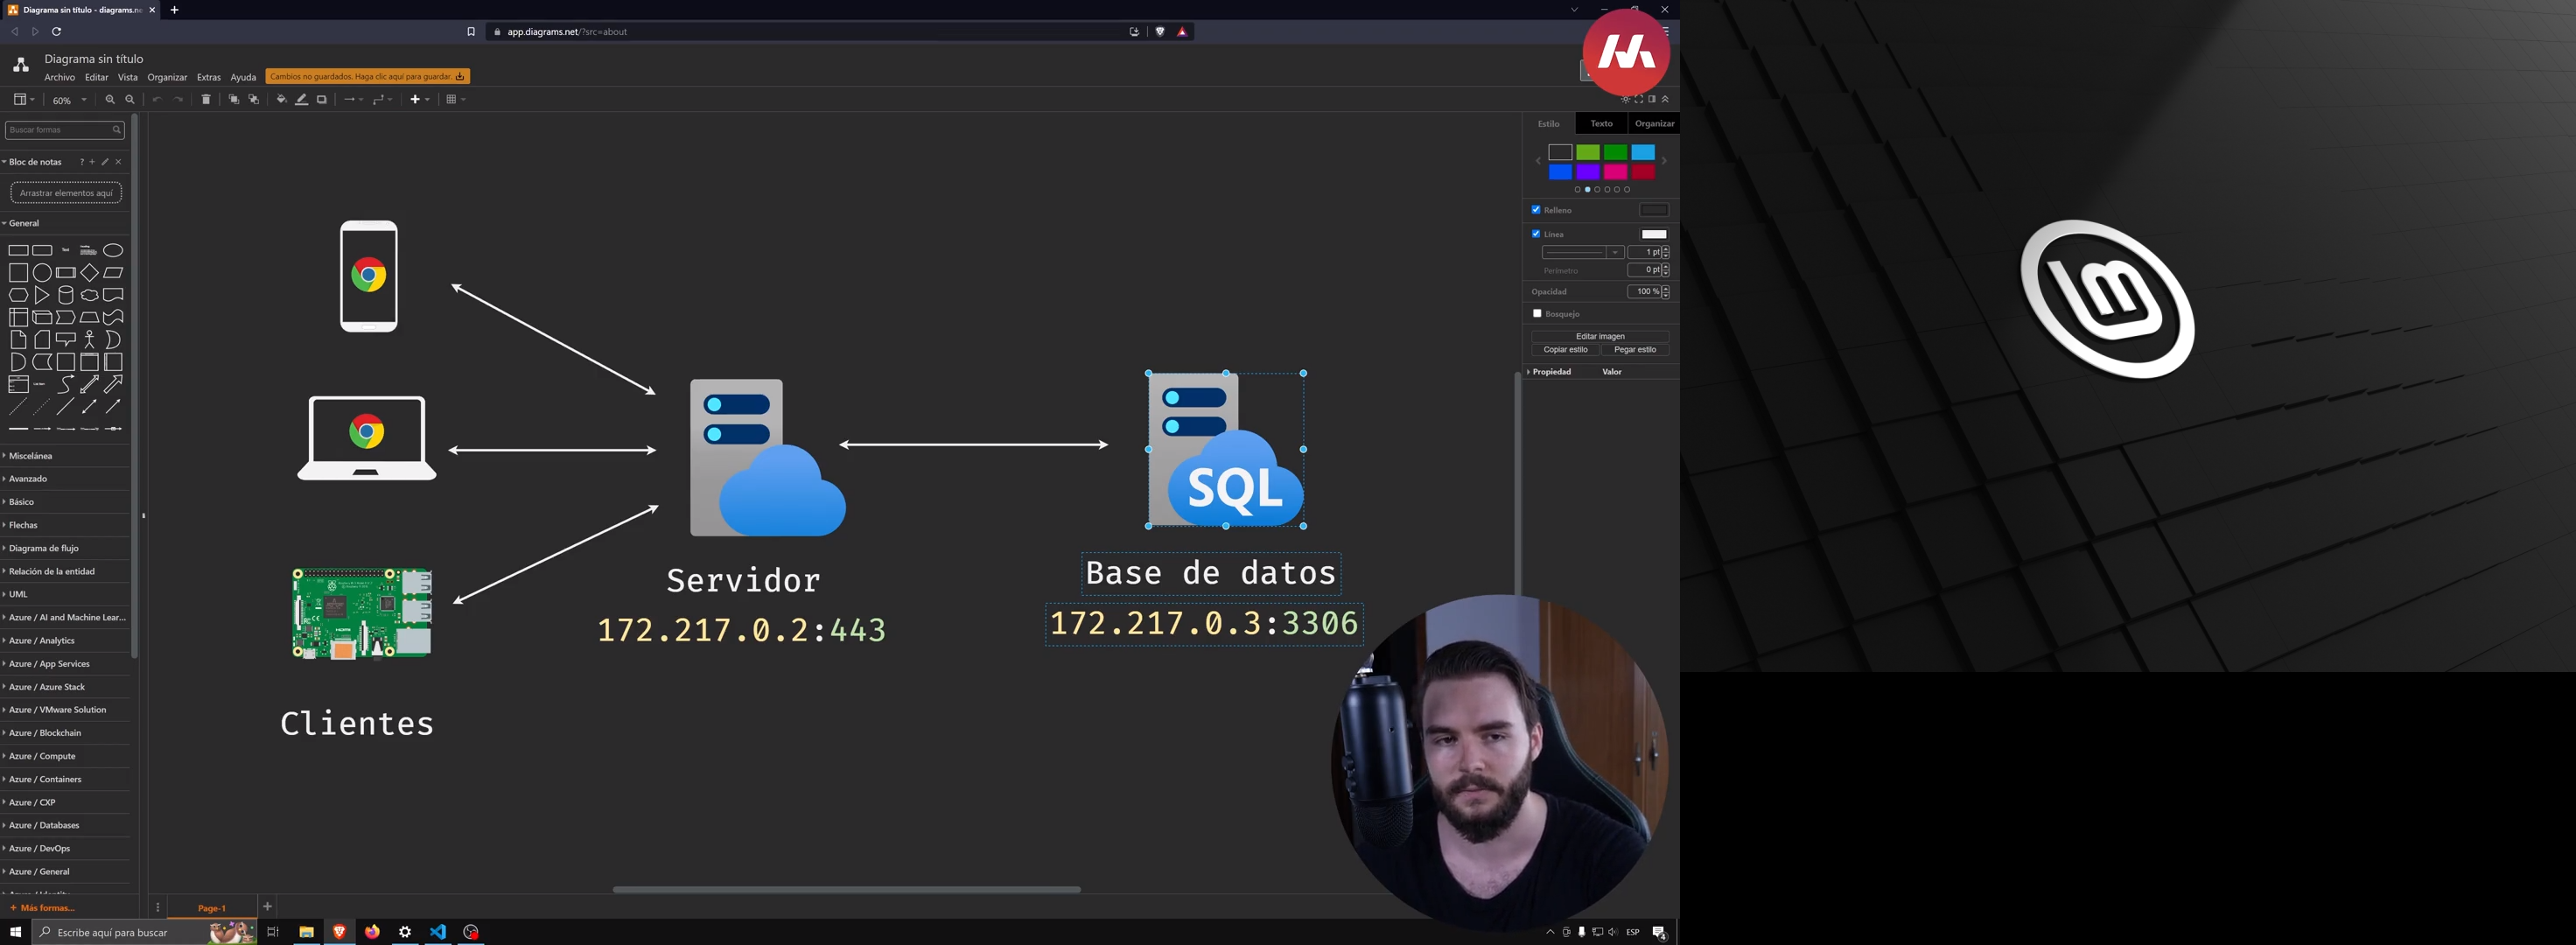 Diagrama sin título - diagrams.ne
app.diagrams.net/?src=about
Diagrama sin título
Archivo Editar Vista Organizar Extras Ayuda Cambios no guardados. Haga clic aquí para guardar.
60%
Buscar formas
Bloc de notas
Arrastrar elementos aquí
General
Text
Misceláneа
Avanzado
Básico
Flechas
Diagrama de flujo
Relación de la entidad
UML
Azure / AI and Machine Lear...
Azure / Analytics
Azure / App Services
Azure / Azure Stack
Azure / VMware Solution
Azure / Blockchain
Azure / Compute
Azure / Containers
Azure / CXP
Azure / Databases
Azure / DevOps
Azure / General
+ Más formas...
Clientes
Servidor
172.217.0.2:443
SQL
Base de datos
172.217.0.3:3306
Estilo Texto Organizar
Relleno
Línea
1 pt
Perímetro 0 pt
Opacidad 100 %
Bosquejo
Editar imagen
Copiar estilo Pegar estilo
Propiedad Valor
Page-1
Escribe aquí para buscar
ESP
4